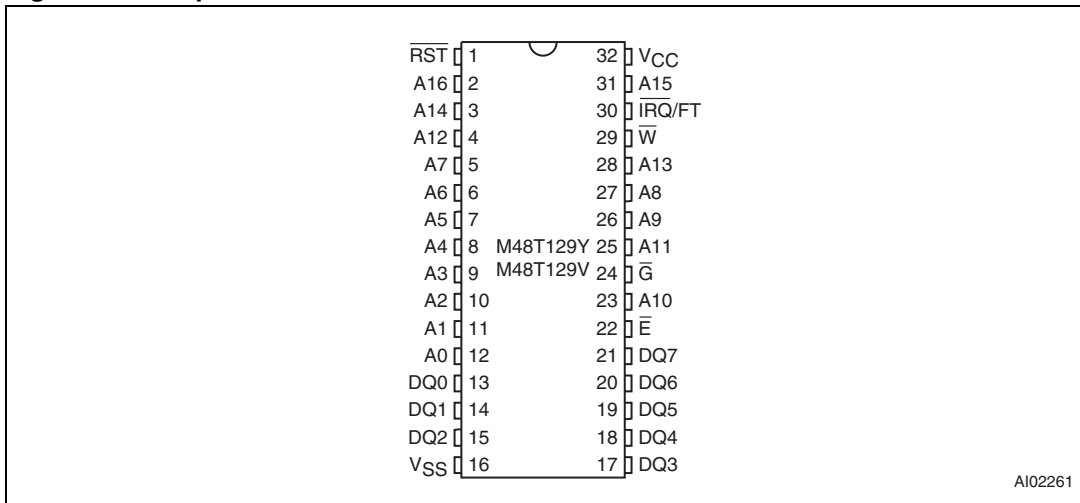 R̅S̅T̅ 1 32 VCC
A16 2 31 A15
A14 3 30 I̅R̅Q̅/FT
A12 4 29 W̅
A7 5 28 A13
A6 6 27 A8
A5 7 26 A9
A4 8 M48T129Y 25 A11
A3 9 M48T129V 24 G̅
A2 10 23 A10
A1 11 22 E̅
A0 12 21 DQ7
DQ0 13 20 DQ6
DQ1 14 19 DQ5
DQ2 15 18 DQ4
VSS 16 17 DQ3
AI02261